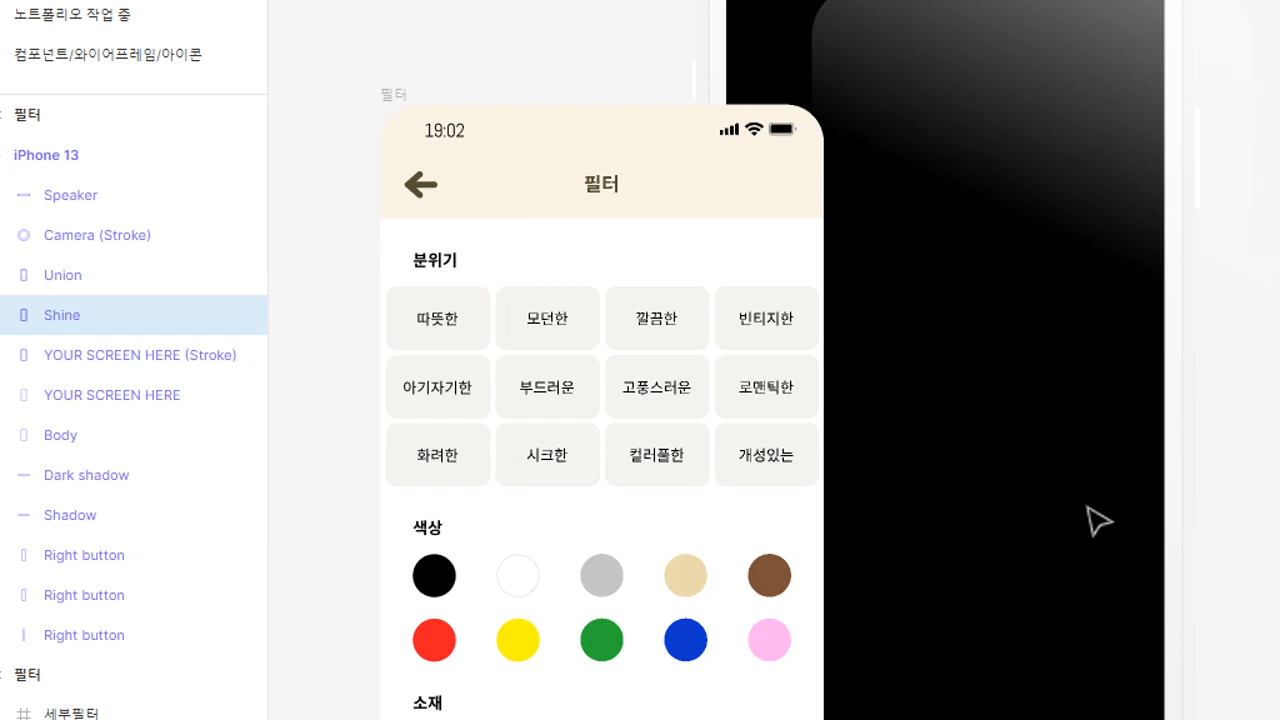 노트폴리오 작업 중
컴포넌트/와이어프레임/아이콘
필터
iPhone 13
Speaker
Camera (Stroke)
Union
Shine
YOUR SCREEN HERE (Stroke)
YOUR SCREEN HERE
Body
Dark shadow
Shadow
Right button
Right button
Right button
필터
세부필터
필터
19:02
필터
분위기
따뜻한 모던한 깔끔한 빈티지한
아기자기한 부드러운 고풍스러운 로맨틱한
화려한 시크한 컬러풀한 개성있는
색상
소재